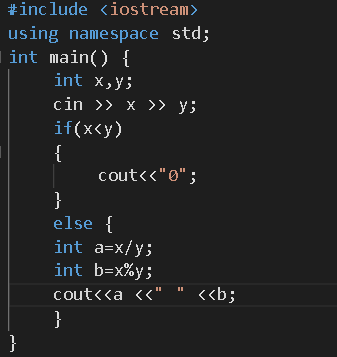 #include <iostream>
using namespace std;
int main() {
    int x,y;
    cin >> x >> y;
    if(x<y)
    {
        cout<<"0";
    }
    else {
    int a=x/y;
    int b=x%y;
    cout<<a <<" " <<b;
    }
}